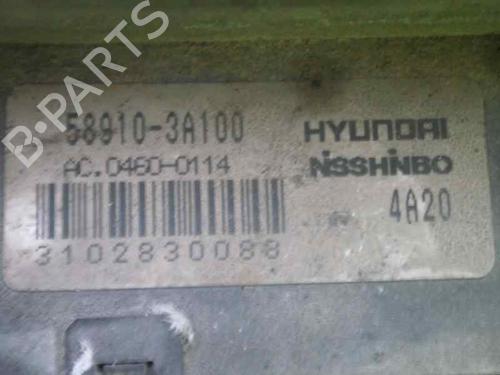 B-PARTS
58910-3A100
HYUNDAI
AC.0460-0114
NISSHINBO
4A20
3102830088